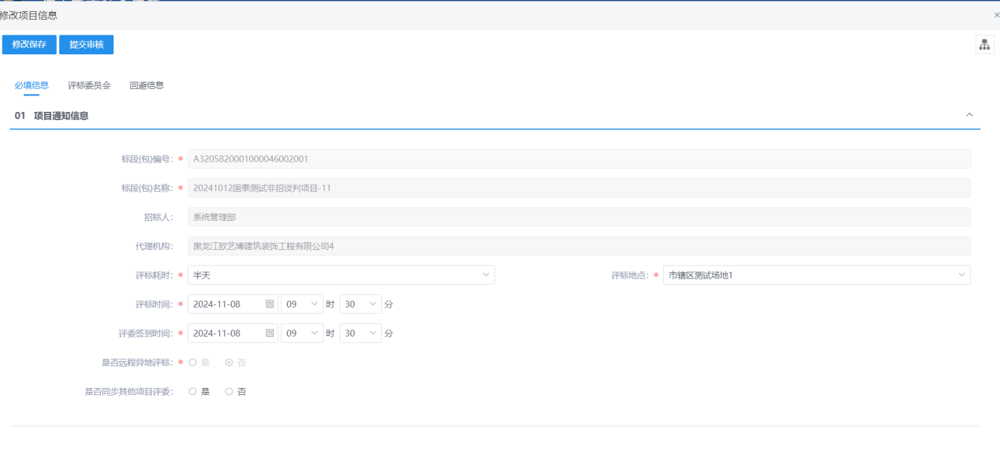 修改项目信息
修改保存 提交审核
必填信息 评标委员会 回避信息
01 项目通知信息
标段(包)编号: * A3205820001000046002001
标段(包)名称: * 20241012国泰测试非招谈判项目-11
招标人: 系统管理部
代理机构: 黑龙江欧艺博建筑装饰工程有限公司4
评标耗时: * 半天 评标地点: * 市辖区测试场地1
评标时间: * 2024-11-08 09 时 30 分
评委签到时间: * 2024-11-08 09 时 30 分
是否远程异地评标: * 是 否
是否同步其他项目评委: 是 否